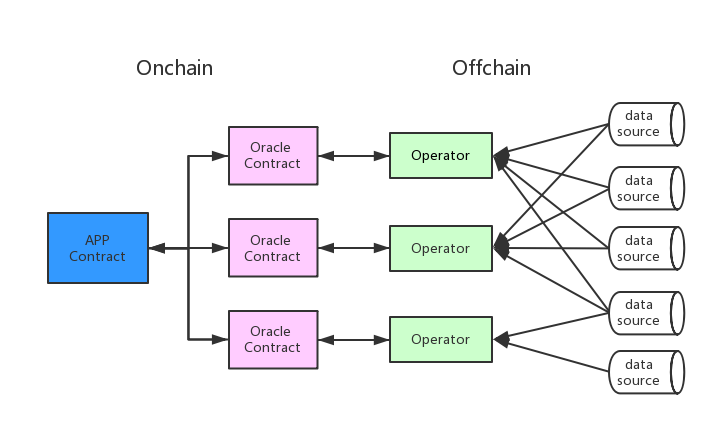 Onchain
Offchain
APP
Contract
Oracle
Contract
Oracle
Contract
Oracle
Contract
Operator
Operator
Operator
data
source
data
source
data
source
data
source
data
source